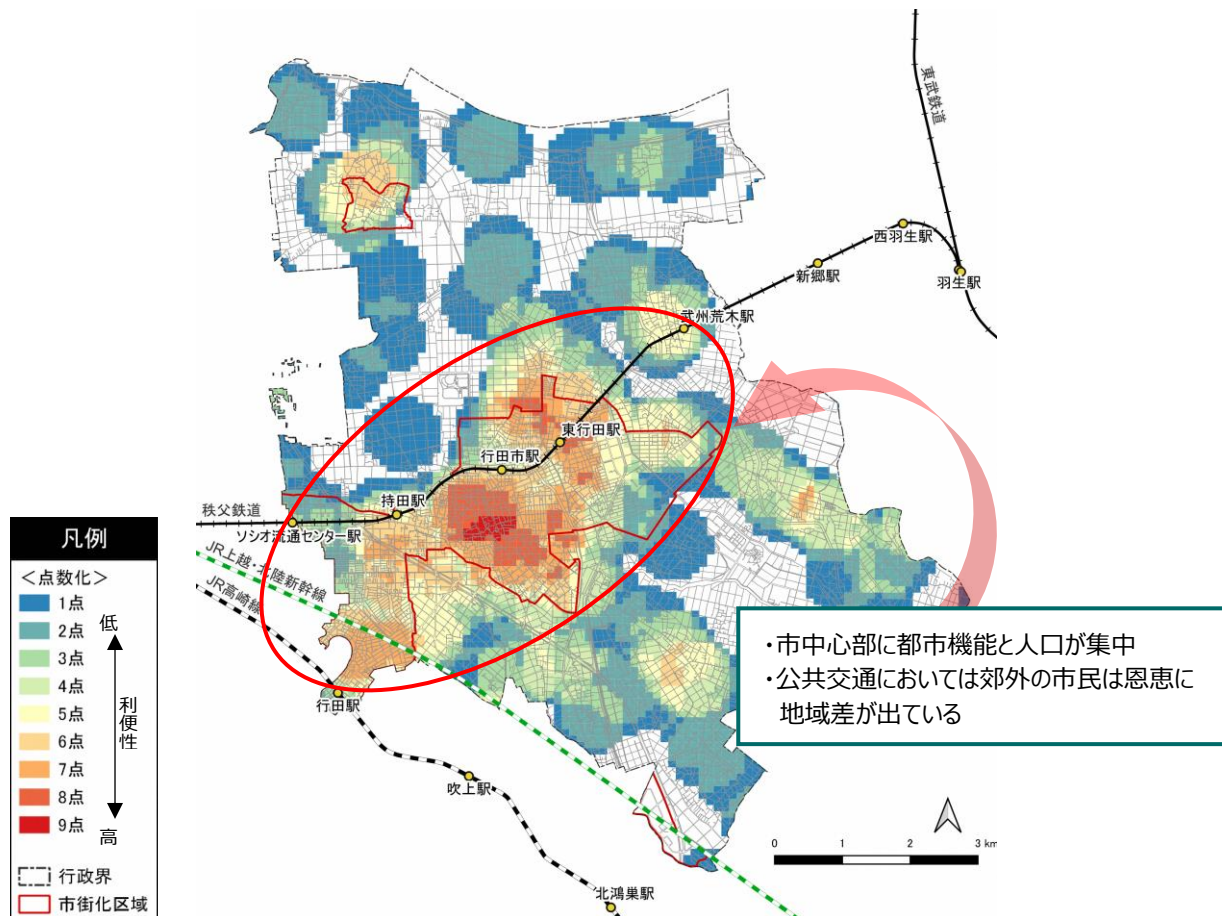 東武鉄道
西羽生駅
新郷駅
羽生駅
武州荒木駅
東行田駅
行田市駅
持田駅
秩父鉄道
ソシオ流通センター駅
JR上越・北陸新幹線
JR高崎線
行田駅
吹上駅
北鴻巣駅
凡例
＜点数化＞
1点
2点
3点
4点
5点
6点
7点
8点
9点
低
利便性
高
行政界
市街化区域
・市中心部に都市機能と人口が集中
・公共交通においては郊外の市民は恩恵に
地域差が出ている
0 1 2 3 km